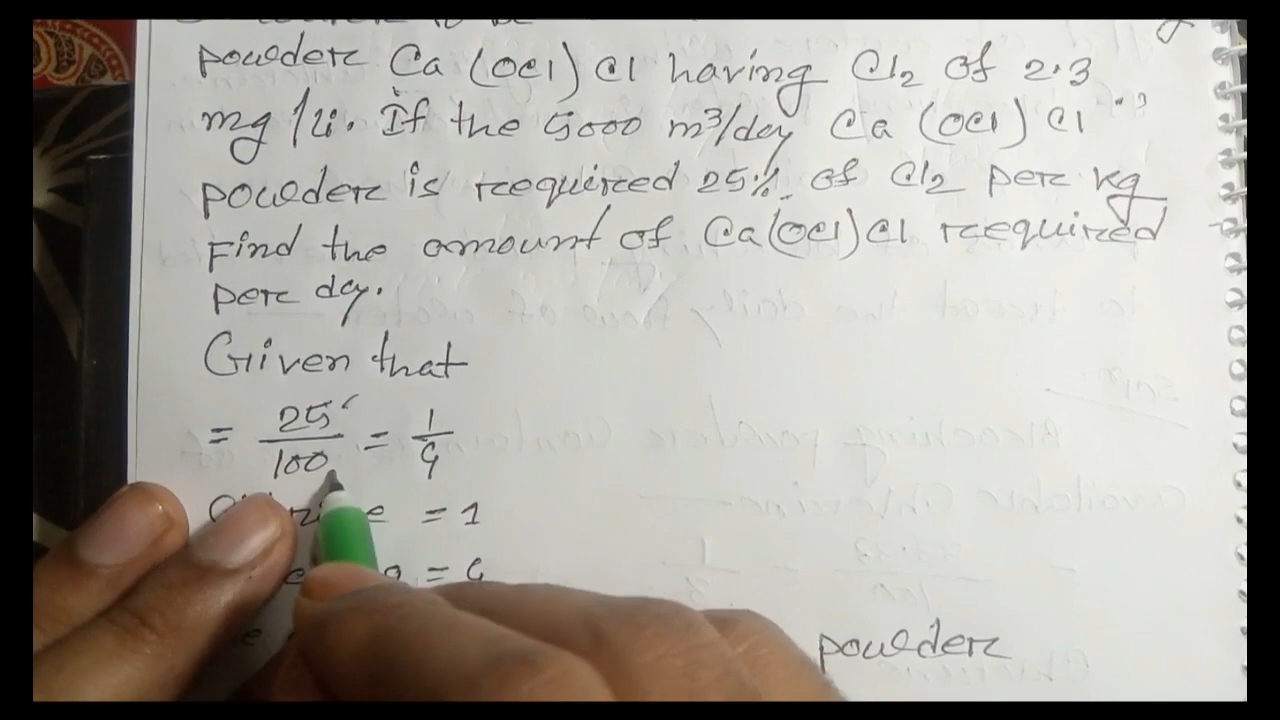 powder Ca (OCl) Cl having Cl2 of 2.3
mg/li. If the 5000 m³/day Ca (OCl) Cl
powder is required 25% of Cl2 per kg
Find the amount of Ca(OCl) Cl required
per day.
Given that
= 25/100 = 1/4
= 1
= 4
powder